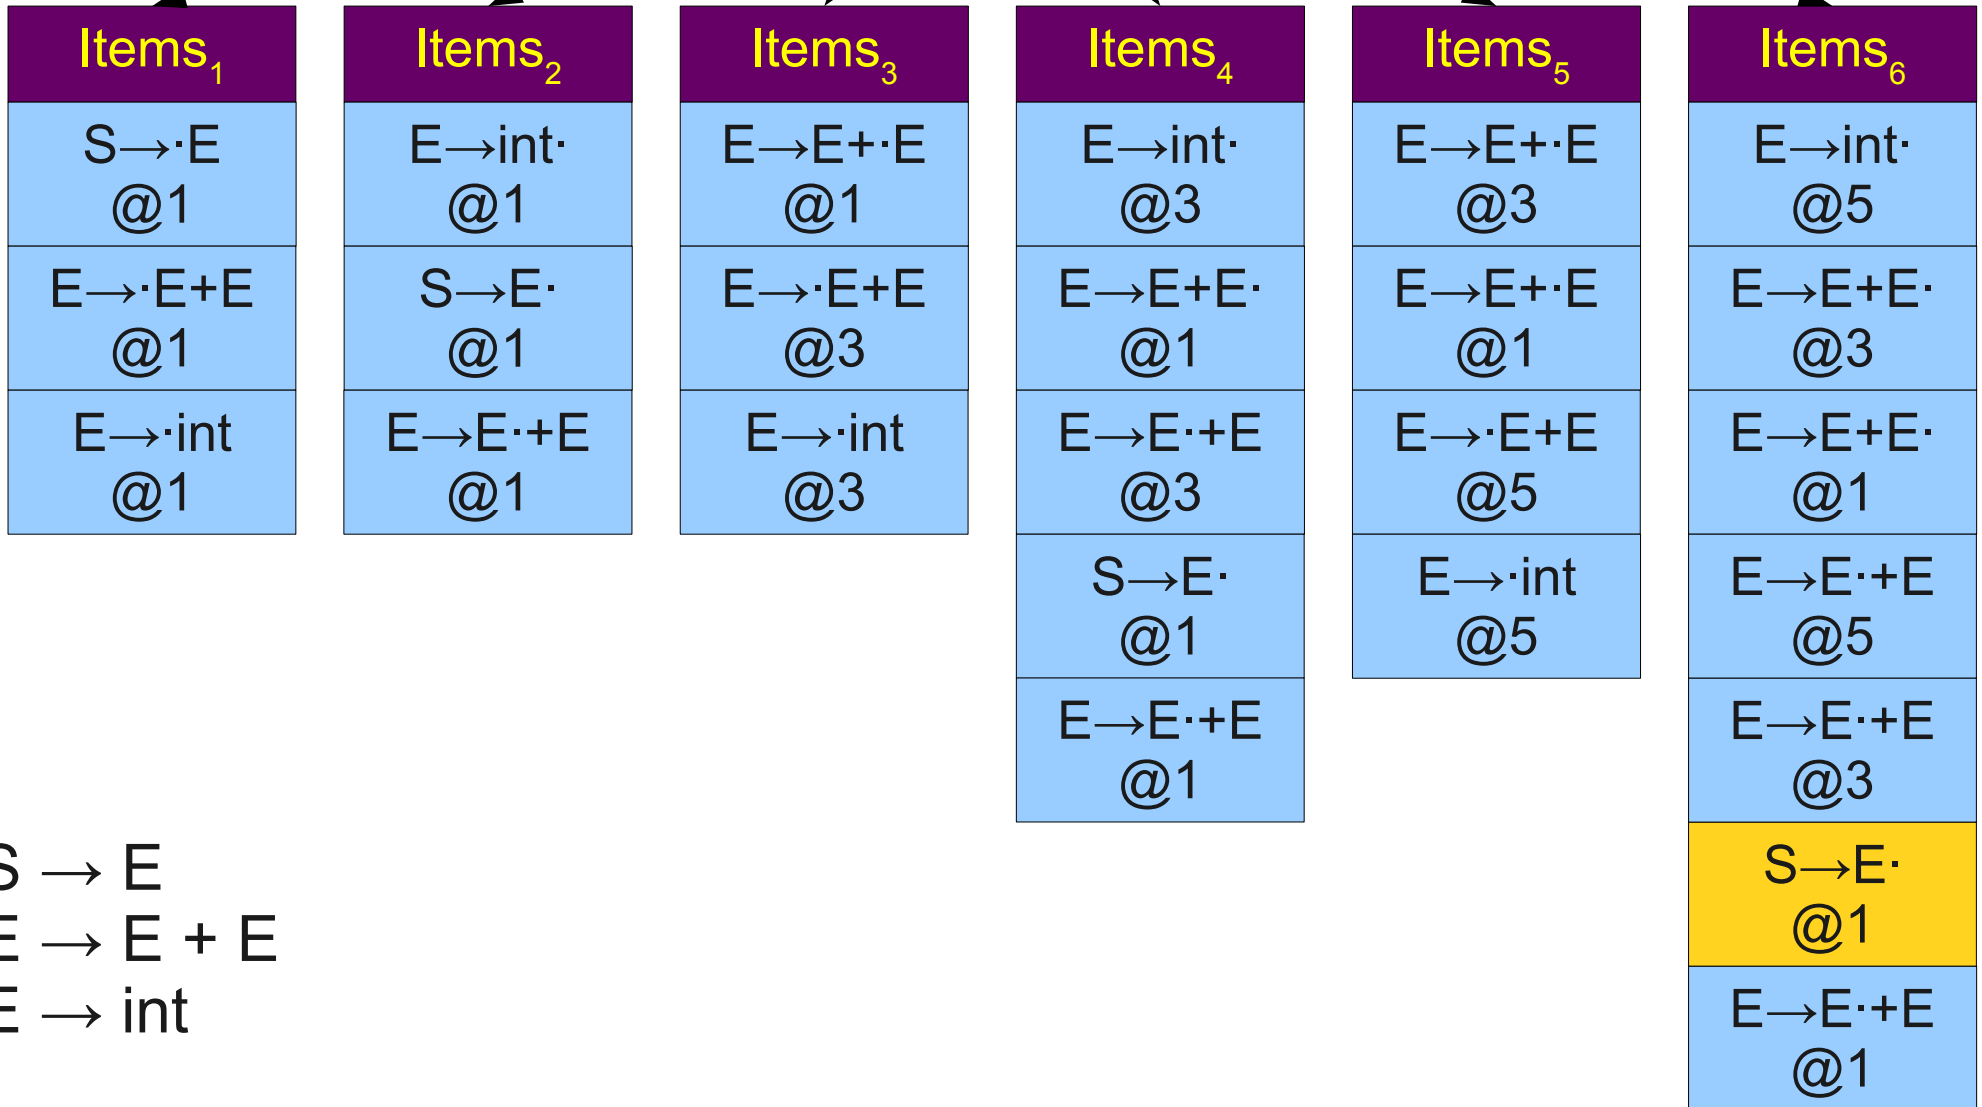 Items₁
S→·E
@1
E→·E+E
@1
E→·int
@1
Items₂
E→int·
@1
S→E·
@1
E→E·+E
@1
Items₃
E→E+·E
@1
E→·E+E
@3
E→·int
@3
Items₄
E→int·
@3
E→E+E·
@1
E→E·+E
@3
S→E·
@1
E→E·+E
@1
Items₅
E→E+·E
@3
E→E+·E
@1
E→·E+E
@5
E→·int
@5
Items₆
E→int·
@5
E→E+E·
@3
E→E+E·
@1
E→E·+E
@5
E→E·+E
@3
S→E·
@1
E→E·+E
@1
S → E
E → E + E
E → int